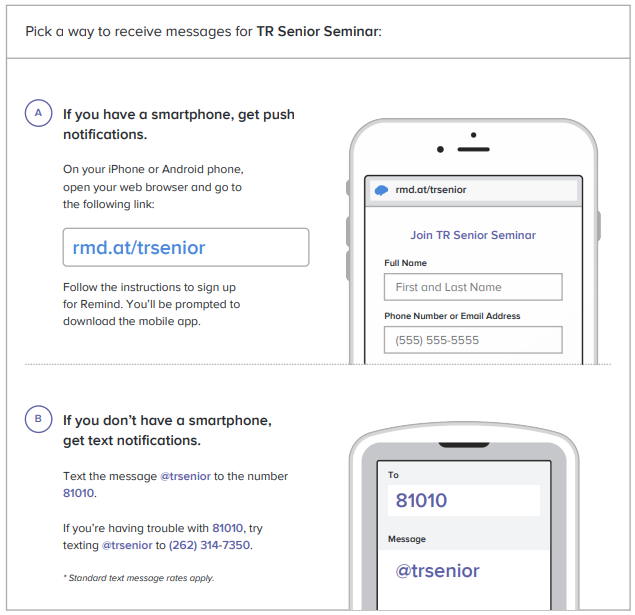 Pick a way to receive messages for TR Senior Seminar:
A
If you have a smartphone, get push
notifications.
On your iPhone or Android phone,
open your web browser and go to
the following link:
rmd.at/trsenior
Follow the instructions to sign up
for Remind. You'll be prompted to
download the mobile app.
rmd.at/trsenior
Join TR Senior Seminar
Full Name
First and Last Name
Phone Number or Email Address
(555) 555-5555
B
If you don't have a smartphone,
get text notifications.
Text the message @trsenior to the number
81010.
If you're having trouble with 81010, try
texting @trsenior to (262) 314-7350.
* Standard text message rates apply.
To
81010
Message
@trsenior